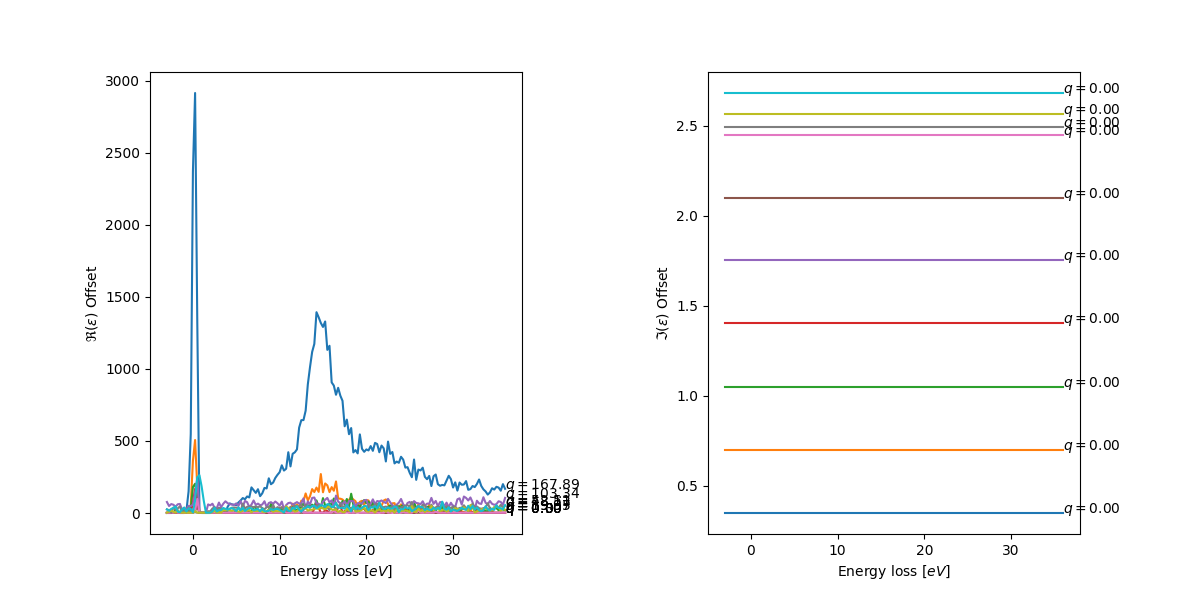 3000
2500
2000
1500
1000
500
0
ℜ(ε) Offset
0 10 20 30
Energy loss [eV]
q = 167.89
q = 103.34
q = 0.00
2.5
2.0
1.5
1.0
0.5
ℑ(ε) Offset
0 10 20 30
Energy loss [eV]
q = 0.00
q = 0.00
q = 0.00
q = 0.00
q = 0.00
q = 0.00
q = 0.00
q = 0.00
q = 0.00
q = 0.00